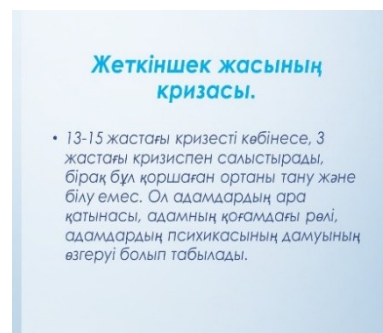 Жеткіншек жасының
кризасы.
• 13-15 жастағы кризесті көбінесе, 3
жастағы кризиспен салыстырады,
бірақ бұл қоршаған ортаны тану және
білу емес. Ол адамдардың ара
қатынасы, адамның қоғамдағы рөлі,
адамдардың психикасының дамуының
өзгеруі болып табылады.